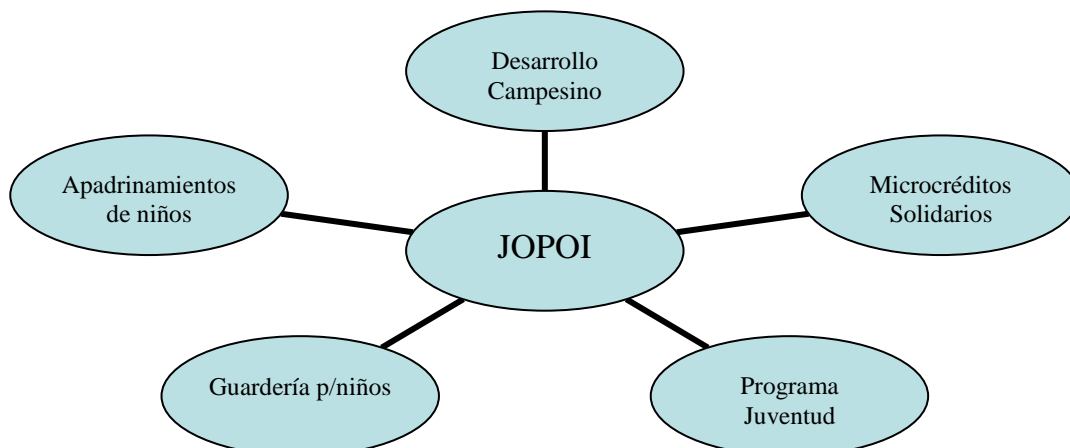 Desarrollo
Campesino
Apadrinamientos
de niños
Microcréditos
Solidarios
JOPOI
Guardería p/niños
Programa
Juventud